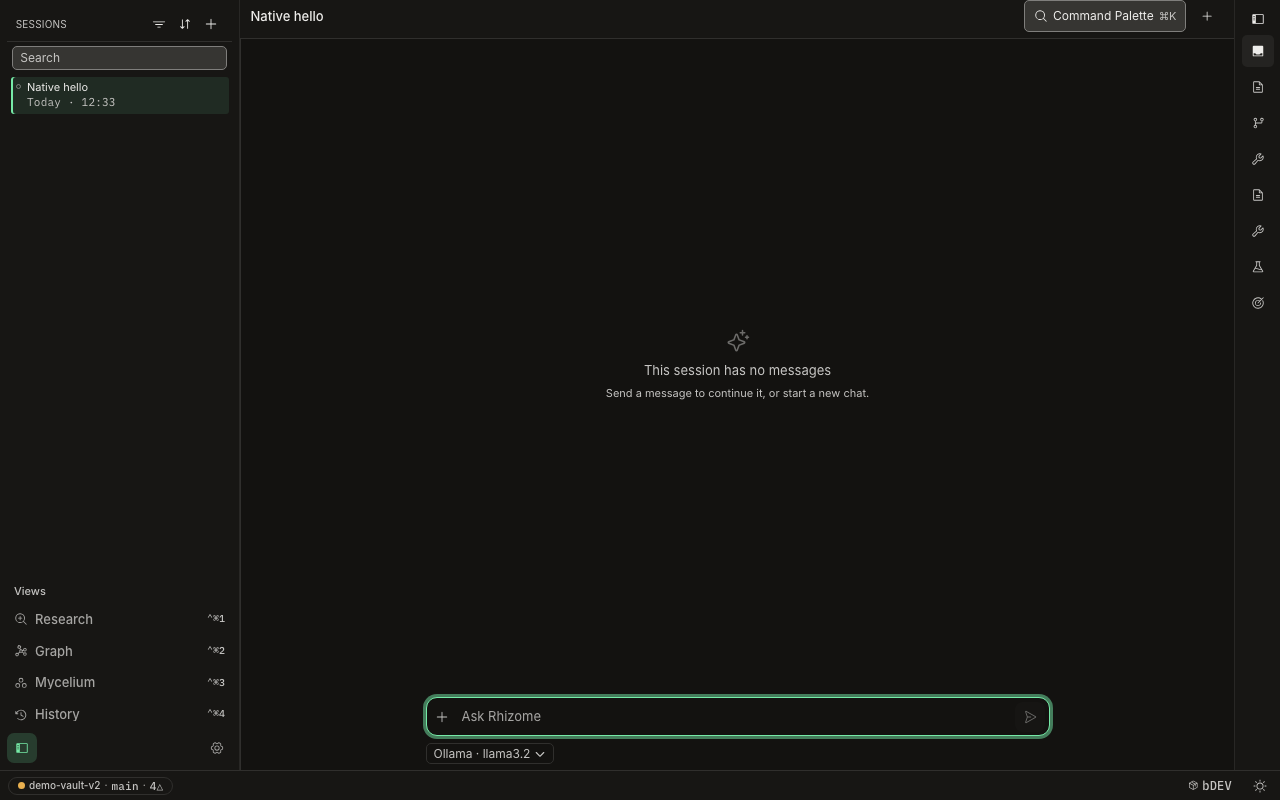 SESSIONS
Search
Native hello
Today · 12:33
Native hello
Command Palette ⌘K
This session has no messages
Send a message to continue it, or start a new chat.
Views
Research ^⌘1
Graph ^⌘2
Mycelium ^⌘3
History ^⌘4
Ask Rhizome
Ollama · llama3.2
demo-vault-v2 · main · 4△
bDEV